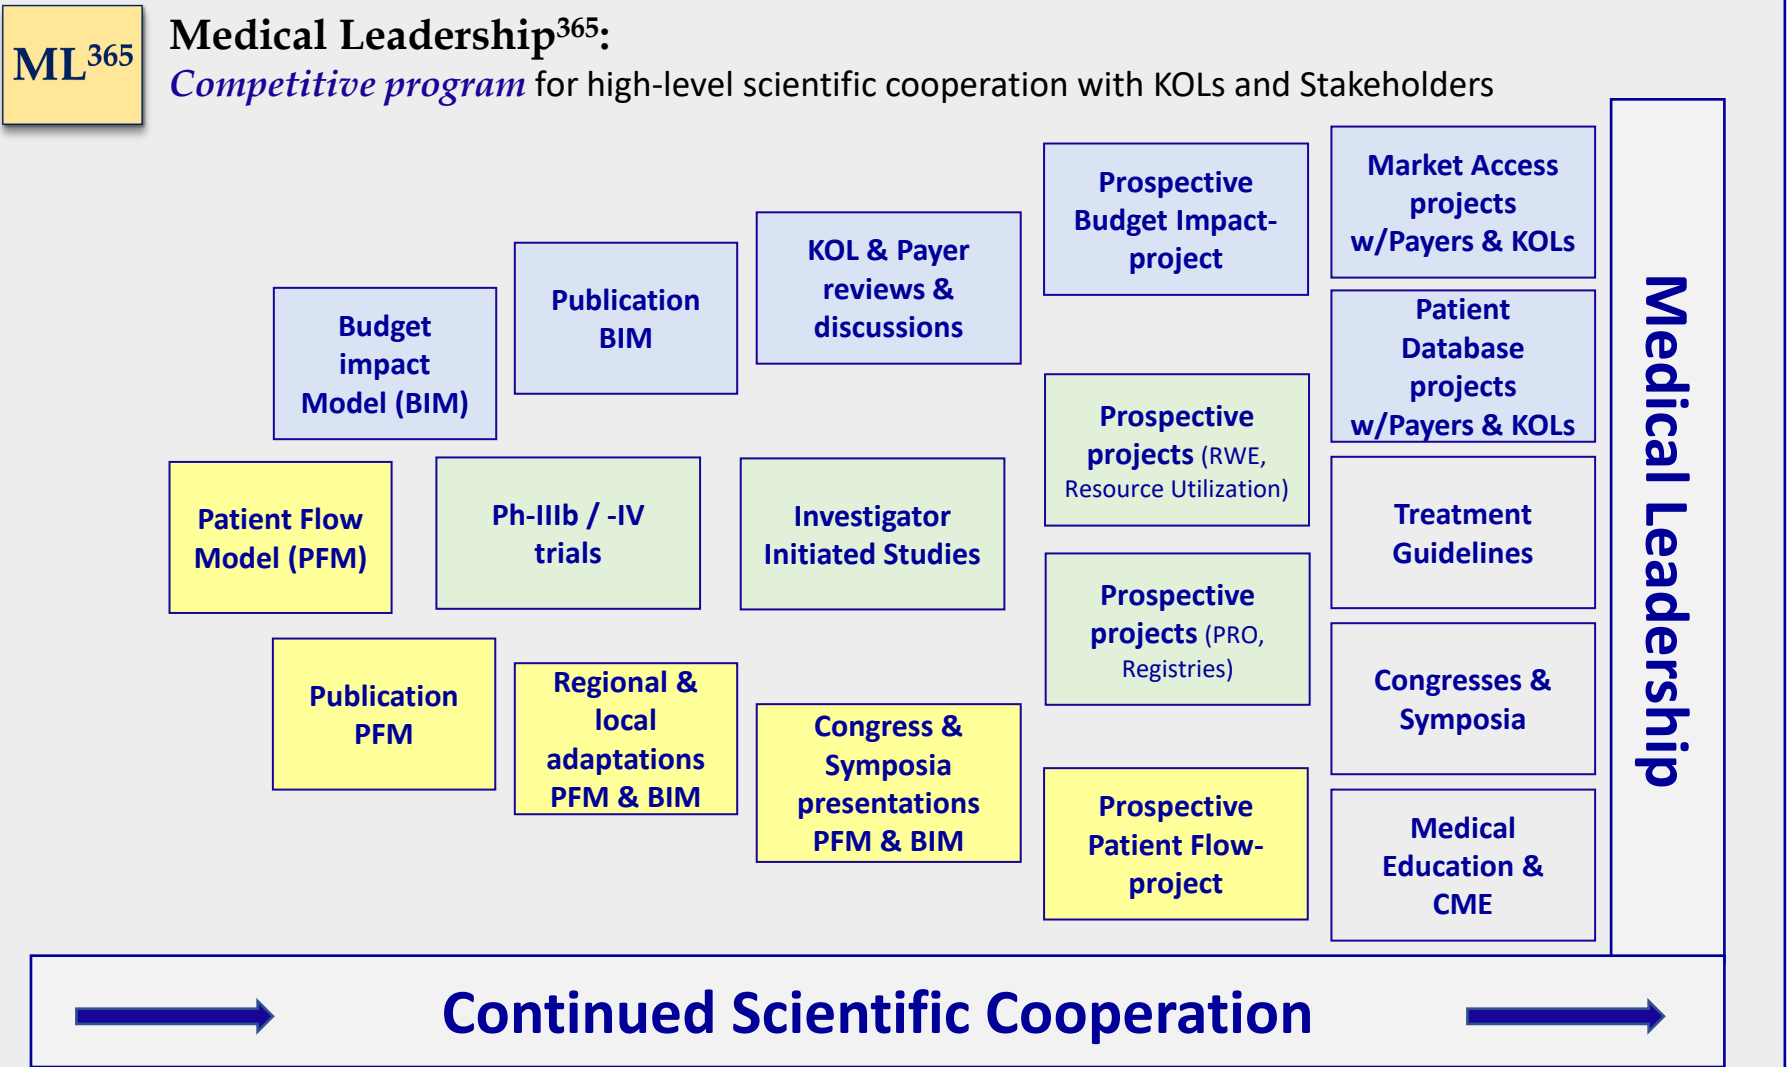 ML365
Medical Leadership365:
Competitive program for high-level scientific cooperation with KOLs and Stakeholders
Budget
impact
Model (BIM)
Publication
BIM
KOL & Payer
reviews &
discussions
Prospective
Budget Impact-
project
Market Access
projects
w/Payers & KOLs
Patient
Database
projects
w/Payers & KOLs
Patient Flow
Model (PFM)
Ph-IIIb / -IV
trials
Investigator
Initiated Studies
Prospective
projects (RWE,
Resource Utilization)
Prospective
projects (PRO,
Registries)
Treatment
Guidelines
Publication
PFM
Regional &
local
adaptations
PFM & BIM
Congress &
Symposia
presentations
PFM & BIM
Prospective
Patient Flow-
project
Congresses &
Symposia
Medical
Education &
CME
Medical Leadership
Continued Scientific Cooperation